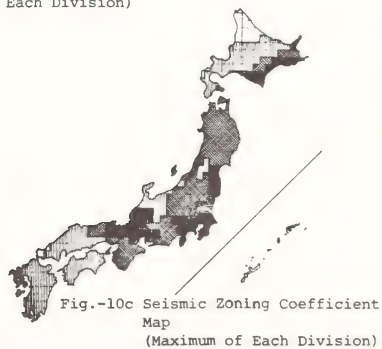 Each Division)
Fig.-10c Seismic Zoning Coefficient
Map
(Maximum of Each Division)